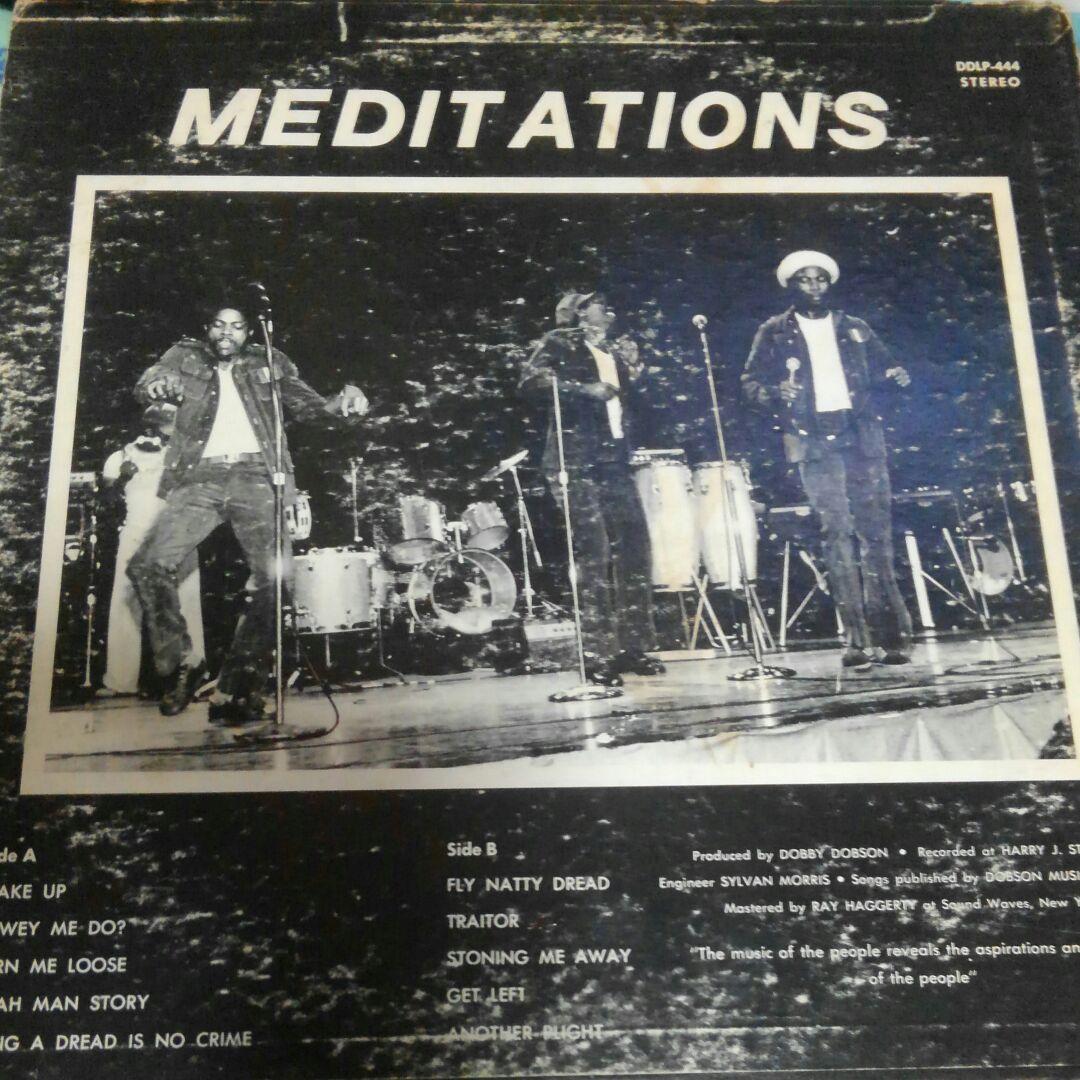 DDLP-444
STEREO
MEDITATIONS
de A
AKE UP
WEY ME DO?
RN ME LOOSE
AH MAN STORY
NG A DREAD IS NO CRIME
Side B
FLY NATTY DREAD
TRAITOR
STONING ME AWAY
GET LEFT
ANOTHER PLIGHT
Produced by DOBBY DOBSON • Recorded at HARRY J. ST
Engineer SYLVAN MORRIS • Songs published by DOBSON MUSI
Mastered by RAY HAGGERTY at Sound Waves, New Y
"The music of the people reveals the aspirations an
of the people"